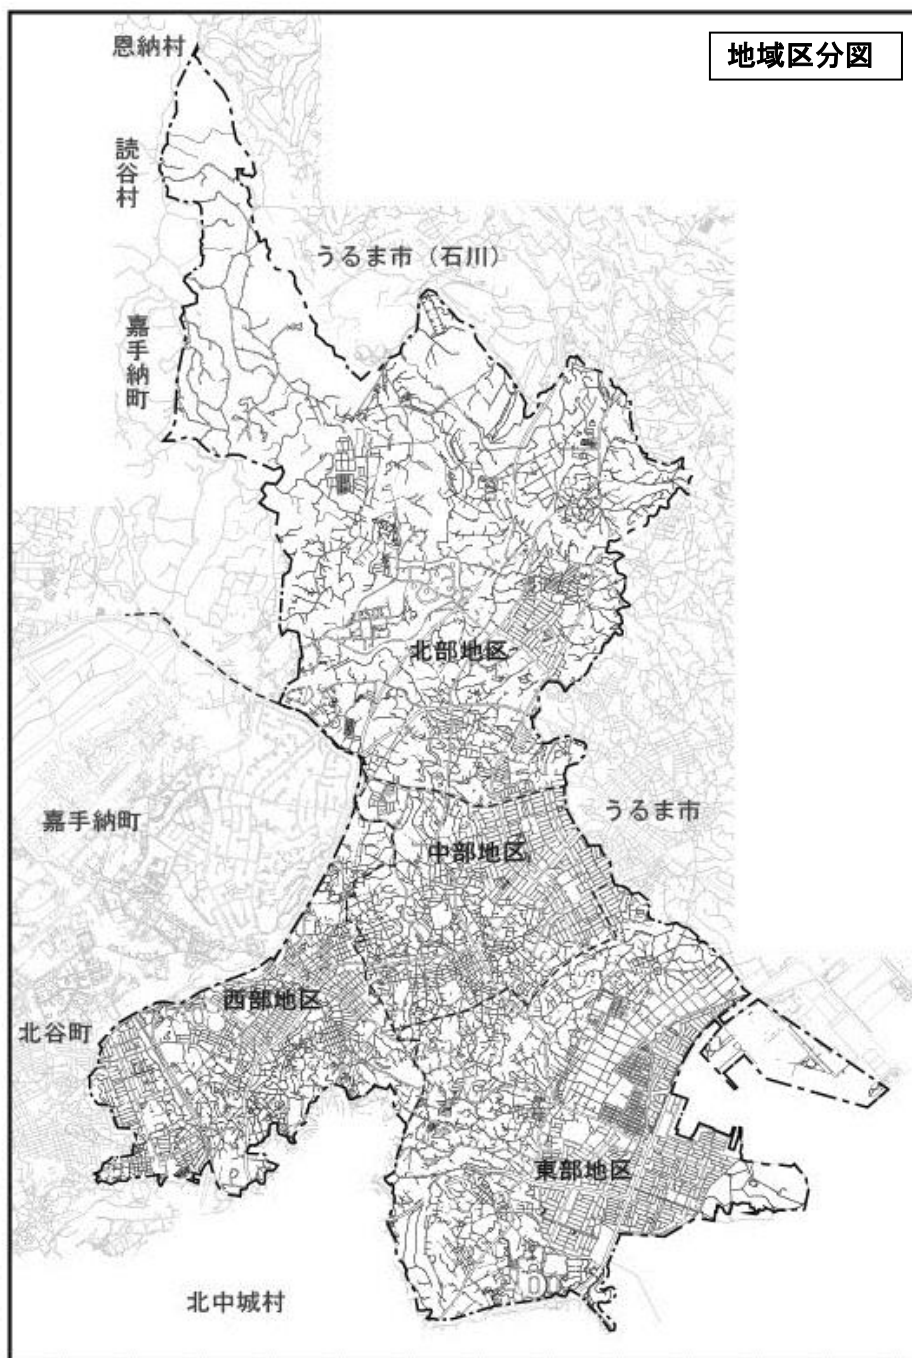 地域区分図
恩納村
読谷村
うるま市（石川）
嘉手納町
北部地区
嘉手納町
うるま市
中部地区
西部地区
北谷町
東部地区
北中城村